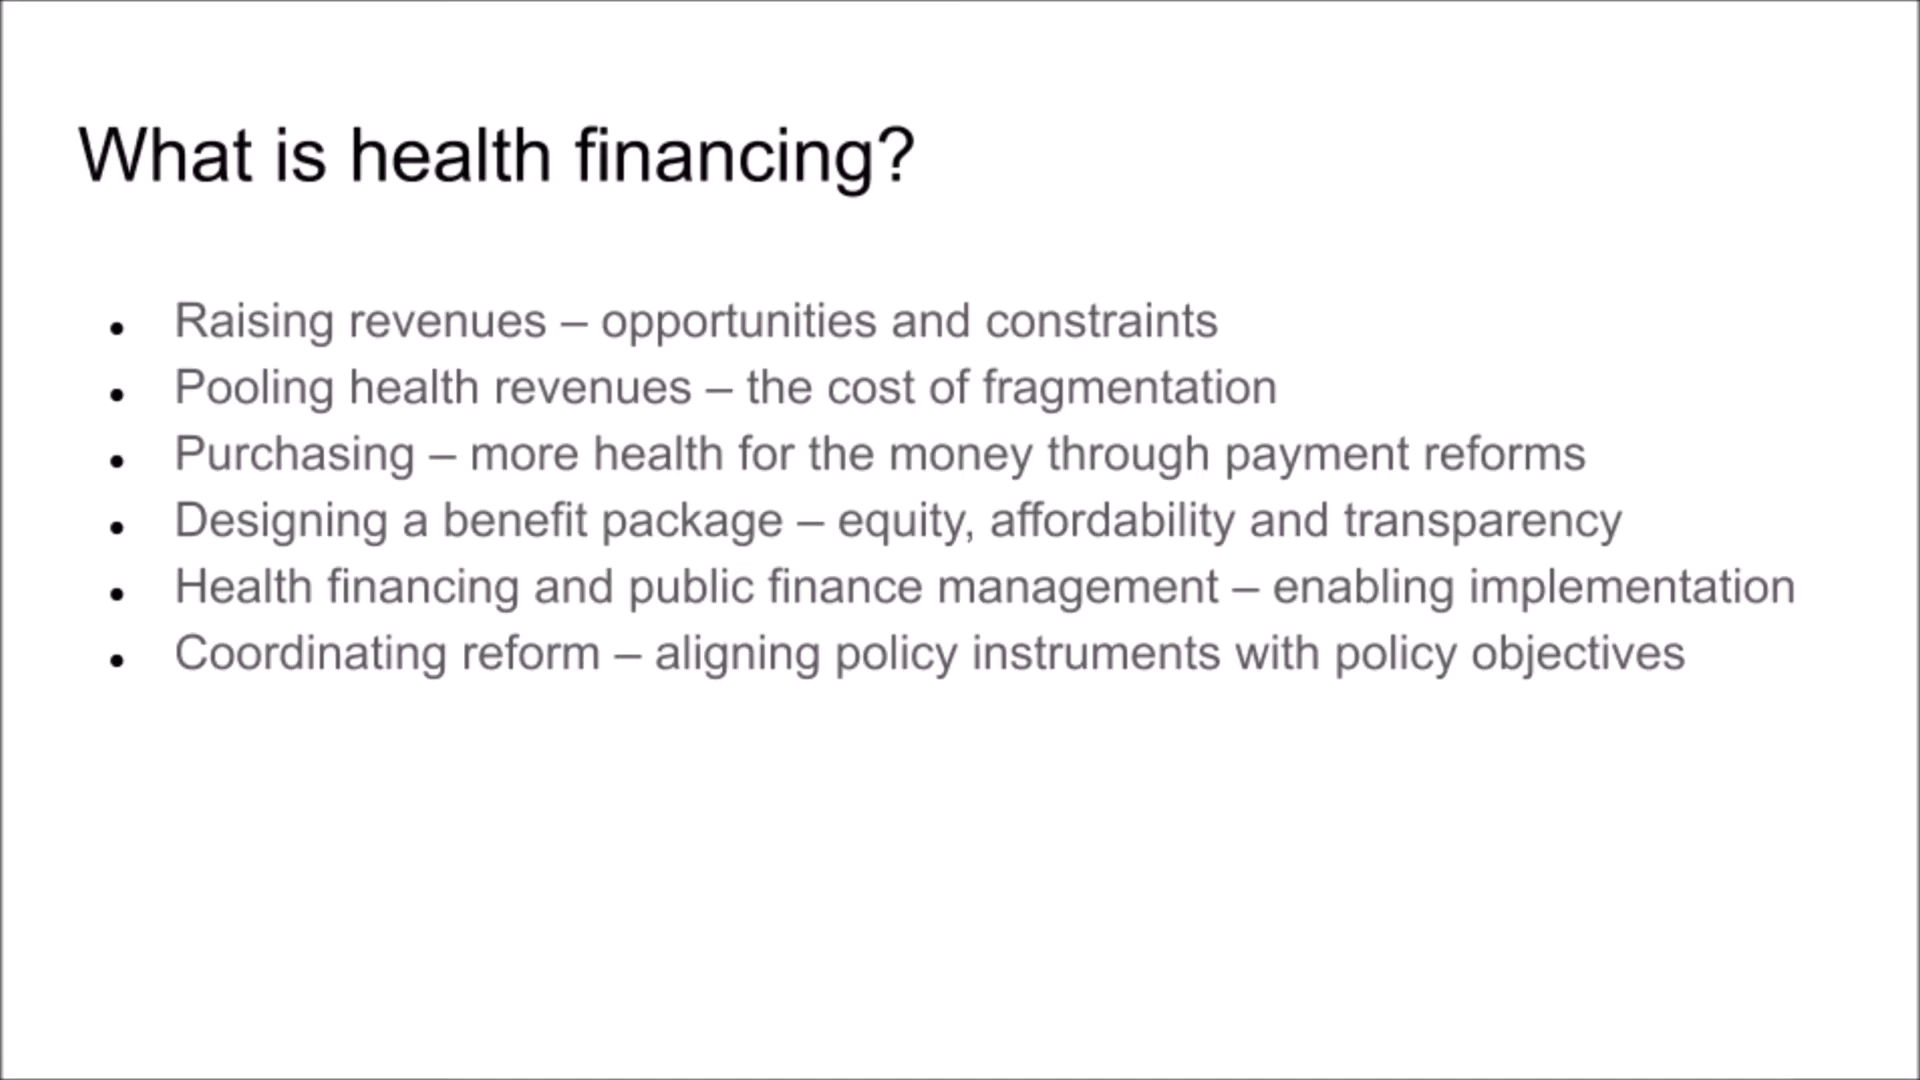 What is health financing?
• Raising revenues – opportunities and constraints
• Pooling health revenues – the cost of fragmentation
• Purchasing – more health for the money through payment reforms
• Designing a benefit package – equity, affordability and transparency
• Health financing and public finance management – enabling implementation
• Coordinating reform – aligning policy instruments with policy objectives